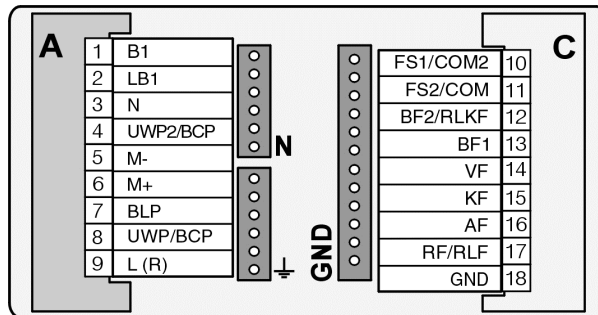 A
1 B1
2 LB1
3 N
4 UWP2/BCP
5 M-
6 M+
7 BLP
8 UWP/BCP
9 L (R)
N
GND
C
FS1/COM2 10
FS2/COM 11
BF2/RLKF 12
BF1 13
VF 14
KF 15
AF 16
RF/RLF 17
GND 18